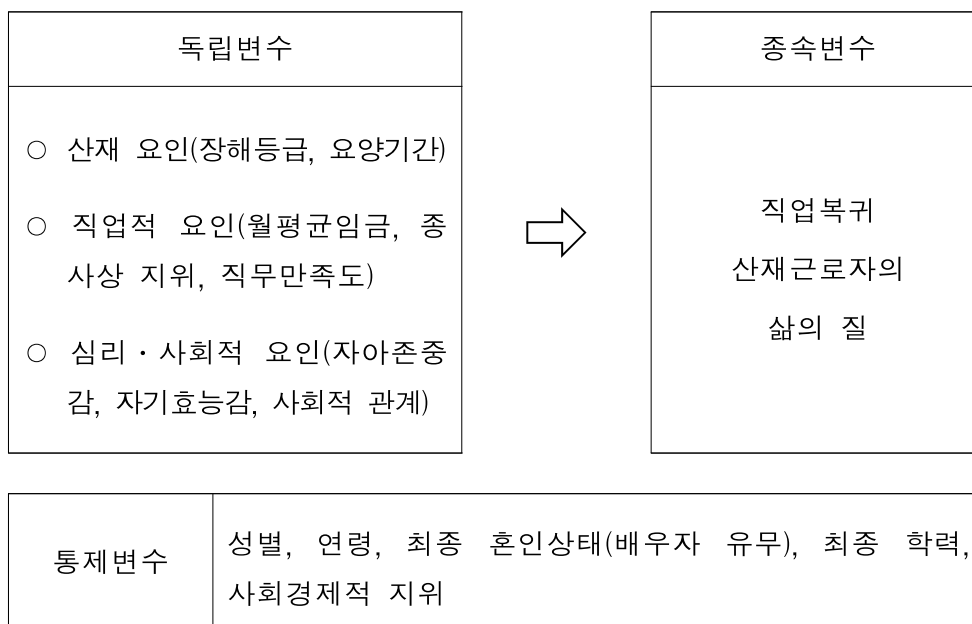 독립변수
○ 산재 요인(장해등급, 요양기간)
○ 직업적 요인(월평균임금, 종
사상 지위, 직무만족도)
○ 심리·사회적 요인(자아존중
감, 자기효능감, 사회적 관계)
종속변수
직업복귀
산재근로자의
삶의 질
통제변수
성별, 연령, 최종 혼인상태(배우자 유무), 최종 학력,
사회경제적 지위